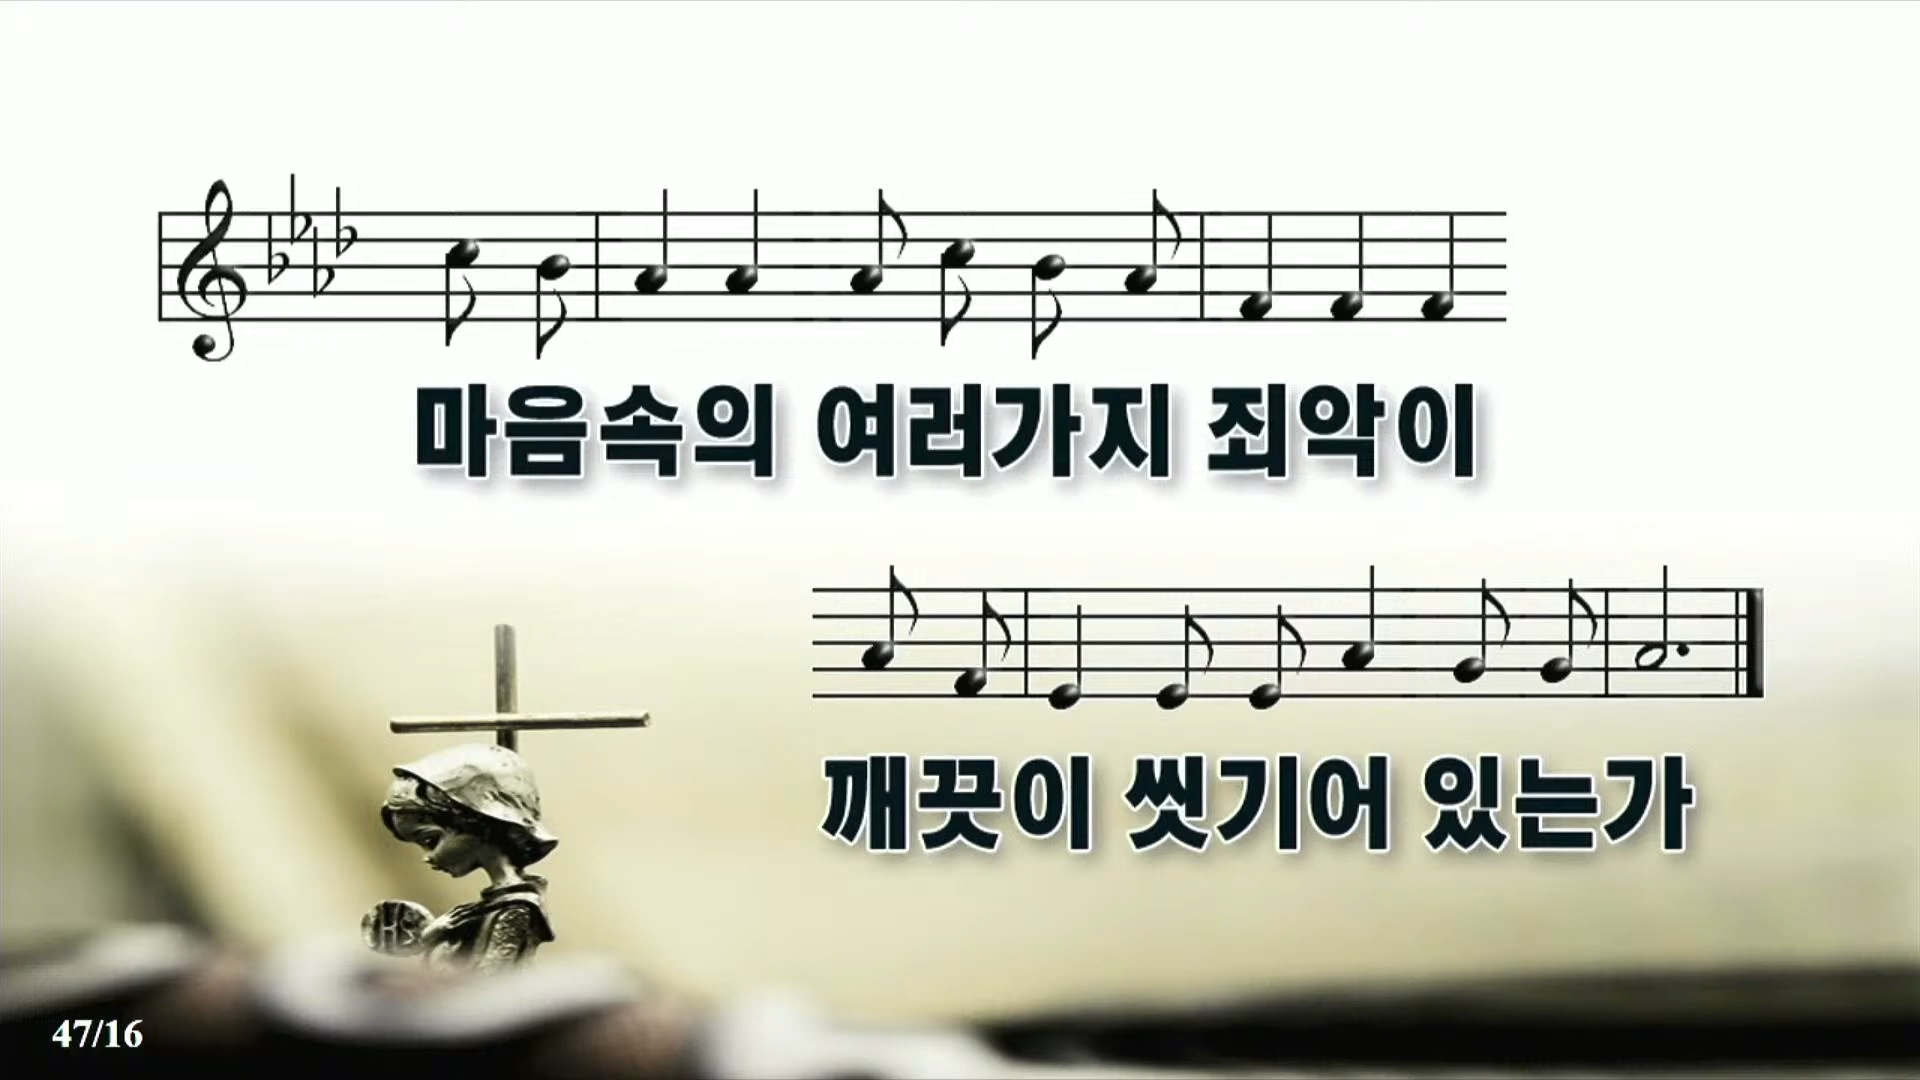 마음속의 여러가지 죄악이
깨끗이 씻기어 있는가
47/16